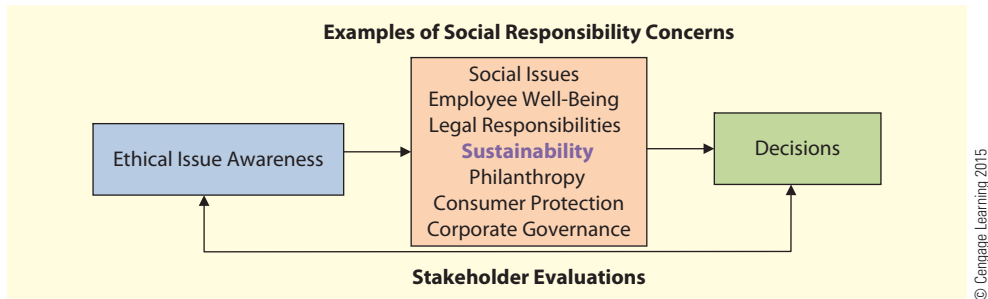 Examples of Social Responsibility Concerns
Social Issues
Employee Well-Being
Legal Responsibilities
Sustainability
Philanthropy
Consumer Protection
Corporate Governance
Ethical Issue Awareness
Decisions
Stakeholder Evaluations
© Cengage Learning 2015